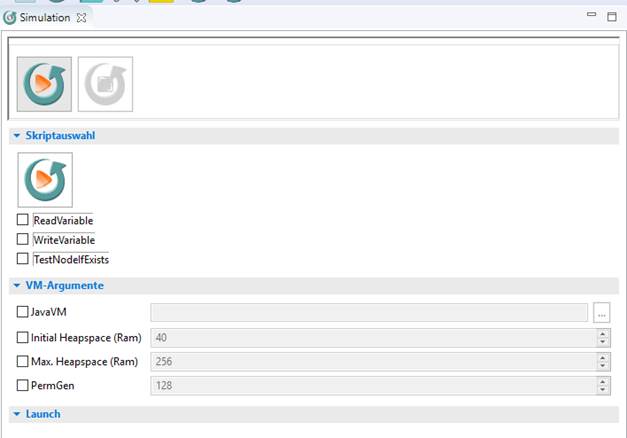 Simulation
Skriptauswahl
ReadVariable
WriteVariable
TestNodeIfExists
VM-Argumente
JavaVM
...
Initial Heapspace (Ram) 40
Max. Heapspace (Ram) 256
PermGen 128
Launch